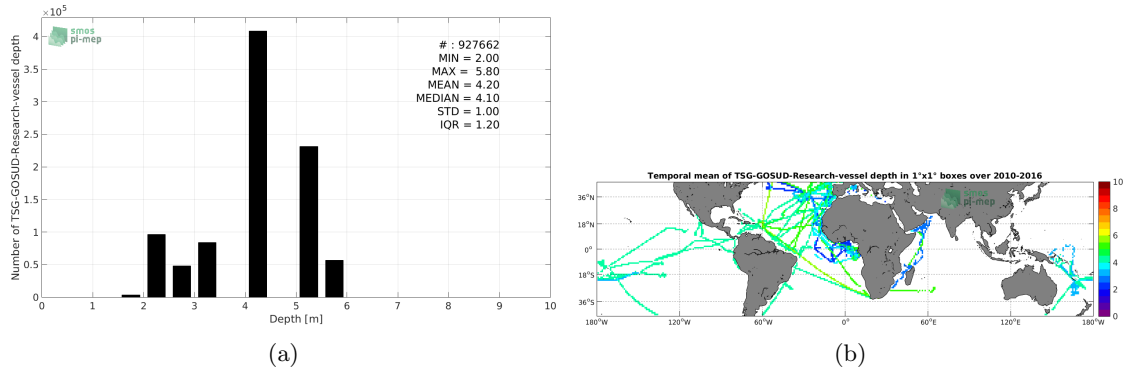 ×10⁵
smos
pi-mep
# : 927662
MIN = 2.00
MAX = 5.80
MEAN = 4.20
MEDIAN = 4.10
STD = 1.00
IQR = 1.20
Number of TSG-GOSUD-Research-vessel depth
4
3.5
3
2.5
2
1.5
1
0.5
0
0 1 2 3 4 5 6 7 8 9 10
Depth [m]
(a)
Temporal mean of TSG-GOSUD-Research-vessel depth in 1°x1° boxes over 2010-2016
smos
pi-mep
36°N
18°N
0°
18°S
36°S
180°W 120°W 60°W 0° 60°E 120°E 180°W
10
8
6
4
2
0
(b)